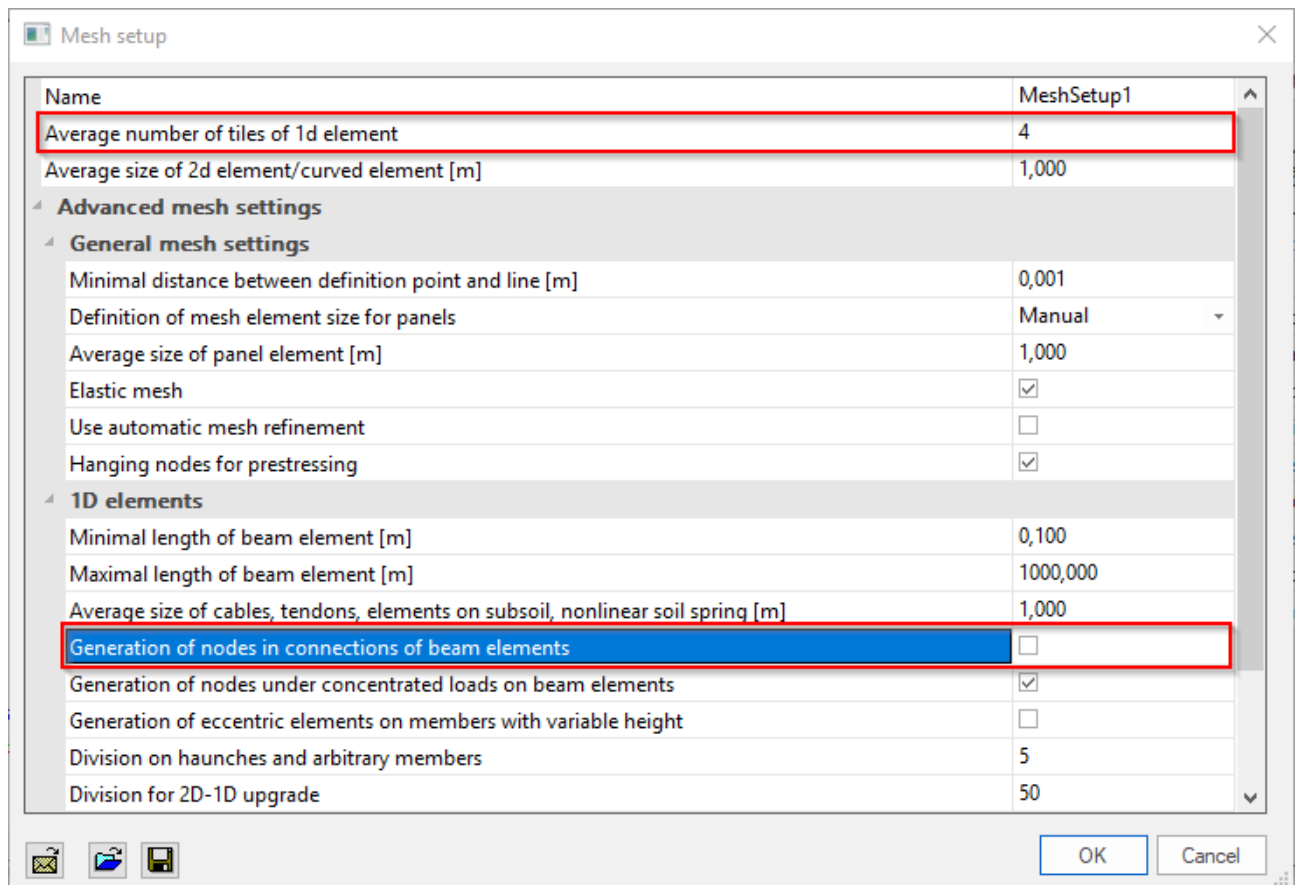 Mesh setup
Name MeshSetup1
Average number of tiles of 1d element 4
Average size of 2d element/curved element [m] 1,000
Advanced mesh settings
General mesh settings
Minimal distance between definition point and line [m] 0,001
Definition of mesh element size for panels Manual
Average size of panel element [m] 1,000
Elastic mesh
Use automatic mesh refinement
Hanging nodes for prestressing
1D elements
Minimal length of beam element [m] 0,100
Maximal length of beam element [m] 1000,000
Average size of cables, tendons, elements on subsoil, nonlinear soil spring [m] 1,000
Generation of nodes in connections of beam elements
Generation of nodes under concentrated loads on beam elements
Generation of eccentric elements on members with variable height
Division on haunches and arbitrary members 5
Division for 2D-1D upgrade 50
OK Cancel